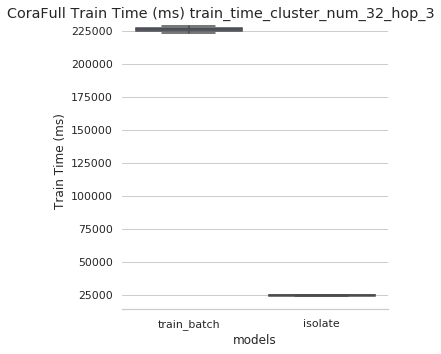 CoraFull Train Time (ms) train_time_cluster_num_32_hop_3
225000
200000
175000
150000
125000
100000
75000
50000
25000
Train Time (ms)
train_batch
isolate
models